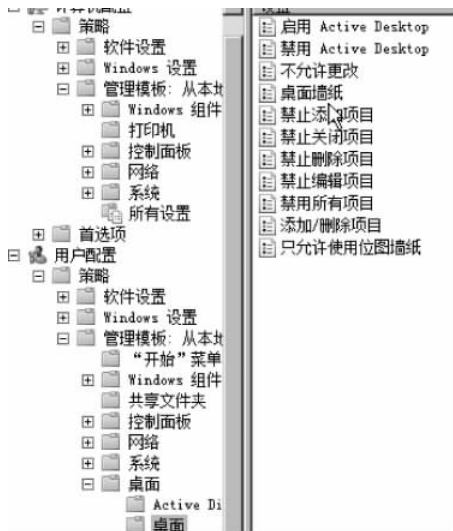 策略
软件设置
Windows 设置
管理模板: 从本地
Windows 组件
打印机
控制面板
网络
系统
所有设置
首选项
用户配置
策略
软件设置
Windows 设置
管理模板: 从本地
“开始”菜单
Windows 组件
共享文件夹
控制面板
网络
系统
桌面
Active Di
桌面
启用 Active Desktop
禁用 Active Desktop
不允许更改
桌面墙纸
禁止添加项目
禁止关闭项目
禁止删除项目
禁止编辑项目
禁用所有项目
添加/删除项目
只允许使用位图墙纸